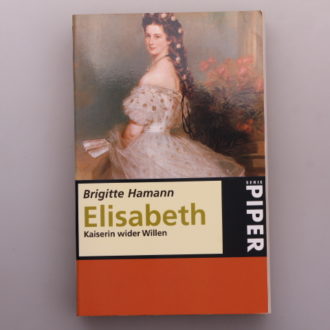 Brigitte Hamann
Elisabeth
Kaiserin wider Willen
SERIE
PIPER